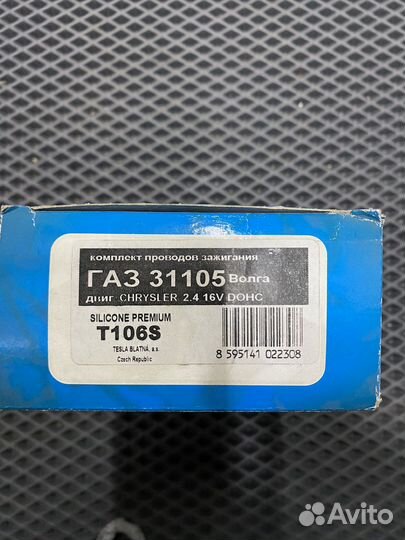 комплект проводов зажигания
ГАЗ 31105 Волга
двиг CHRYSLER 2.4 16V DOHC
SILICONE PREMIUM
T106S
TESLA BLATNÁ, a.s.
Czech Republic
8 595141 022308
Avito